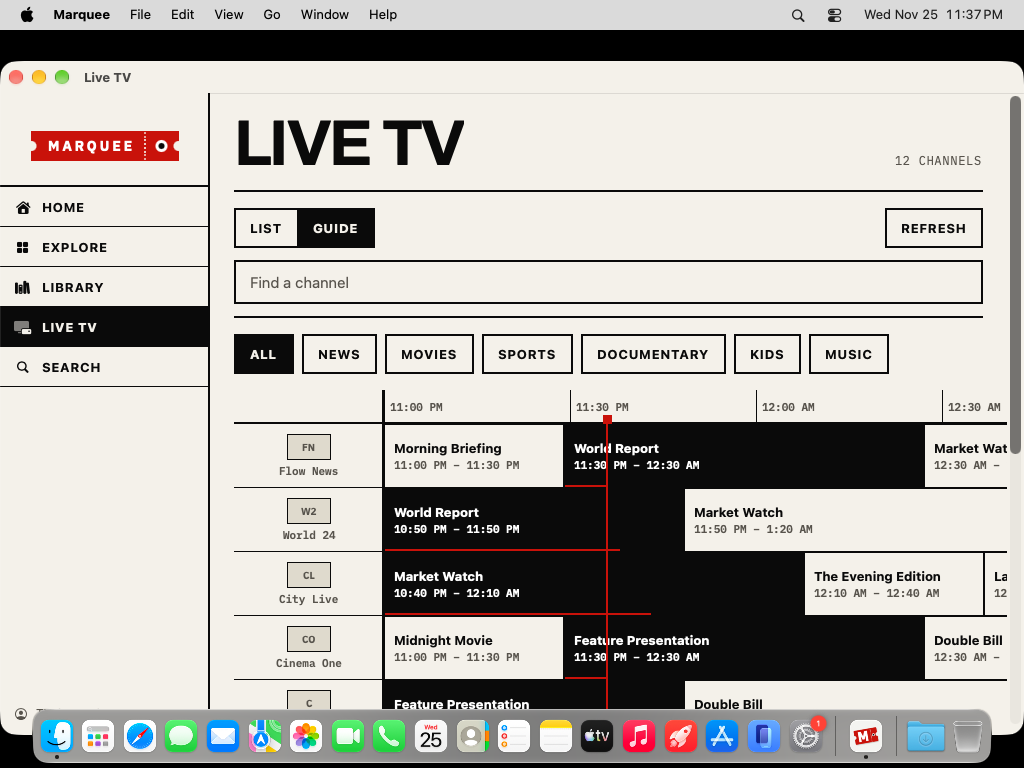 Marquee File Edit View Go Window Help Wed Nov 25 11:37 PM
Live TV
MARQUEE
HOME
EXPLORE
LIBRARY
LIVE TV
SEARCH
LIVE TV
12 CHANNELS
LIST GUIDE REFRESH
Find a channel
ALL NEWS MOVIES SPORTS DOCUMENTARY KIDS MUSIC
11:00 PM 11:30 PM 12:00 AM 12:30 AM
FN
Flow News
Morning Briefing
11:00 PM – 11:30 PM
World Report
11:30 PM – 12:30 AM
Market Wat
12:30 AM –
W2
World 24
World Report
10:50 PM – 11:50 PM
Market Watch
11:50 PM – 1:20 AM
CL
City Live
Market Watch
10:40 PM – 12:10 AM
The Evening Edition
12:10 AM – 12:40 AM
La
12
CO
Cinema One
Midnight Movie
11:00 PM – 11:30 PM
Feature Presentation
11:30 PM – 12:30 AM
Double Bill
12:30 AM –
C
Feature Presentation
Double Bill
Wed
25
tv
1
M